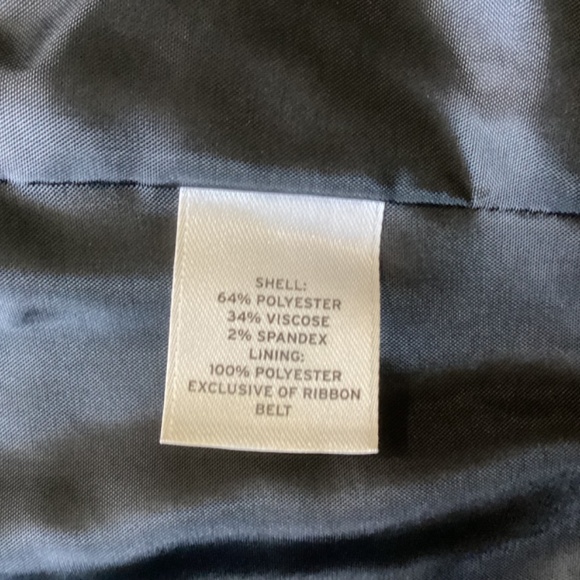 SHELL:
64% POLYESTER
34% VISCOSE
2% SPANDEX
LINING:
100% POLYESTER
EXCLUSIVE OF RIBBON
BELT